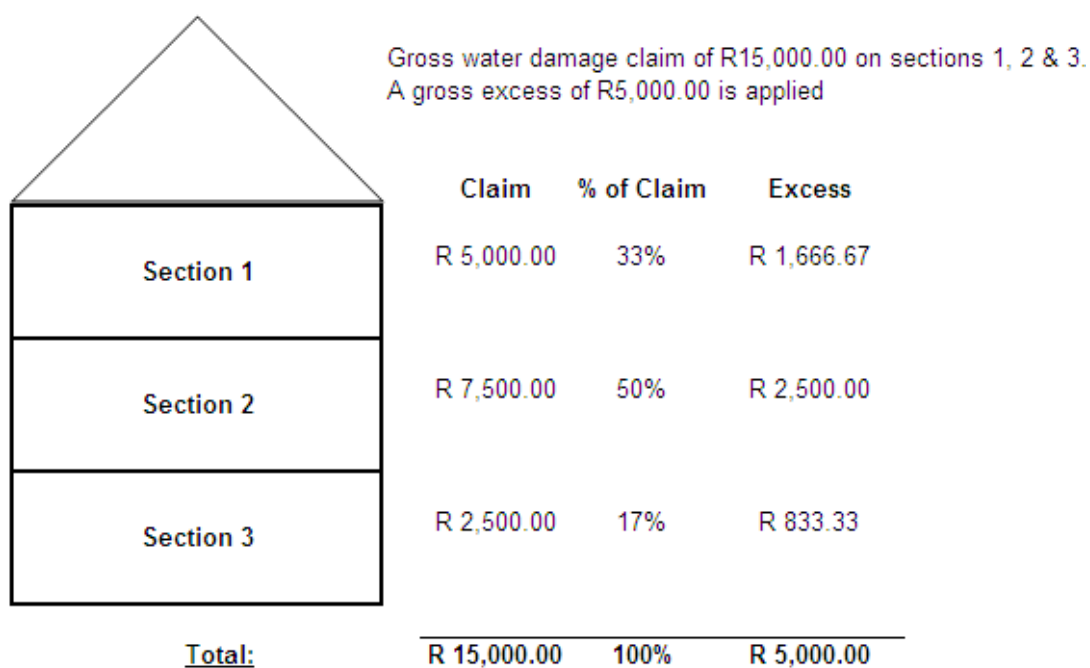 Gross water damage claim of R15,000.00 on sections 1, 2 & 3.
A gross excess of R5,000.00 is applied
Claim % of Claim Excess
Section 1 R 5,000.00 33% R 1,666.67
Section 2 R 7,500.00 50% R 2,500.00
Section 3 R 2,500.00 17% R 833.33
Total: R 15,000.00 100% R 5,000.00